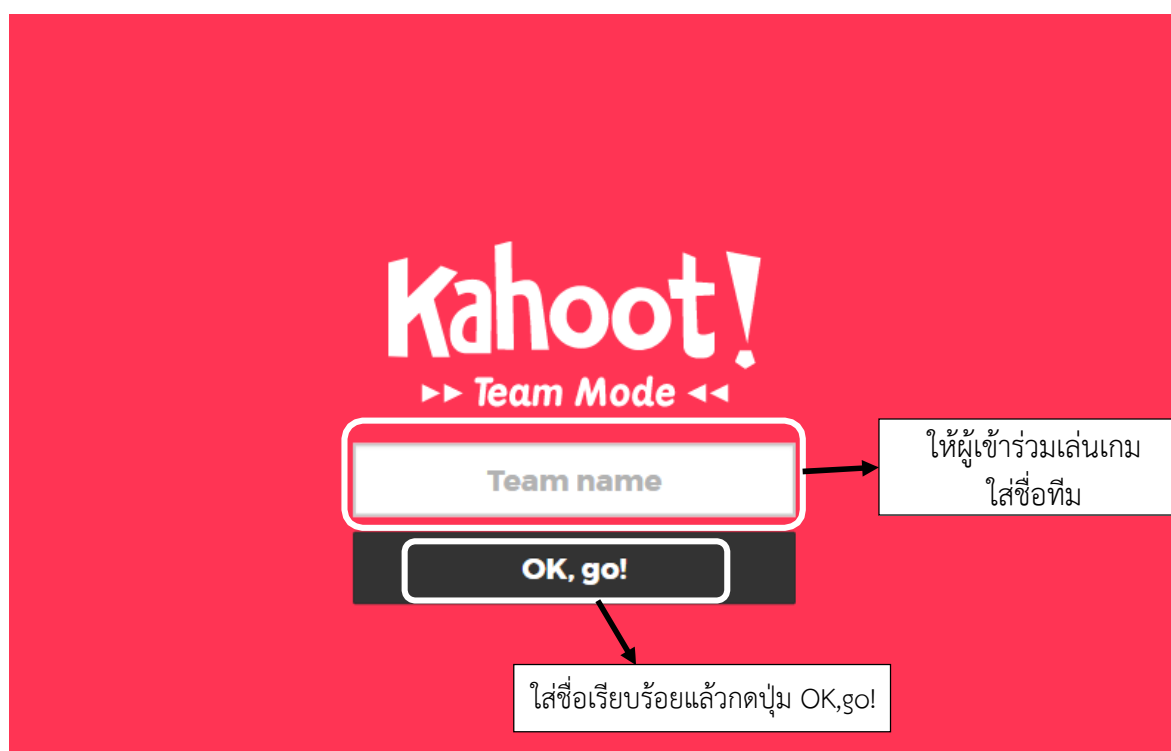 Kahoot!
Team Mode
Team name
ให้ผู้เข้าร่วมเล่นเกม
ใส่ชื่อทีม
OK, go!
ใส่ชื่อเรียบร้อยแล้วกดปุ่ม OK,go!